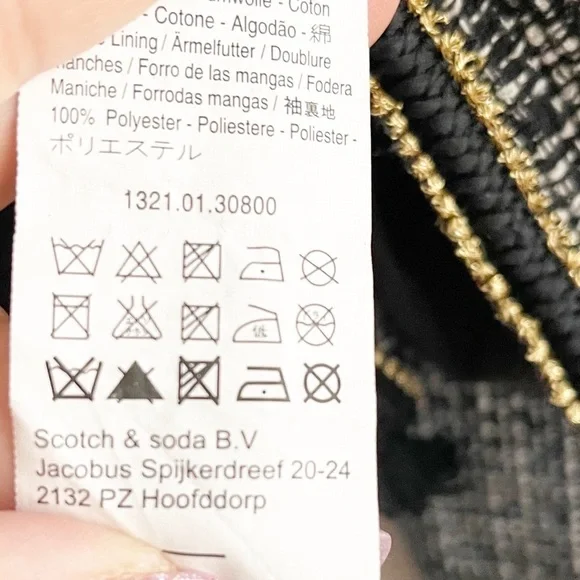 - Coton
- Cotone - Algodão - 綿
Lining / Ärmelfutter / Doublure
manches / Forro de las mangas / Fodera
Maniche / Forrodas mangas / 袖裏地
100% Polyester - Poliestere - Poliester -
ポリエステル
1321.01.30800
低
Scotch & soda B.V
Jacobus Spijkerdreef 20-24
2132 PZ Hoofddorp